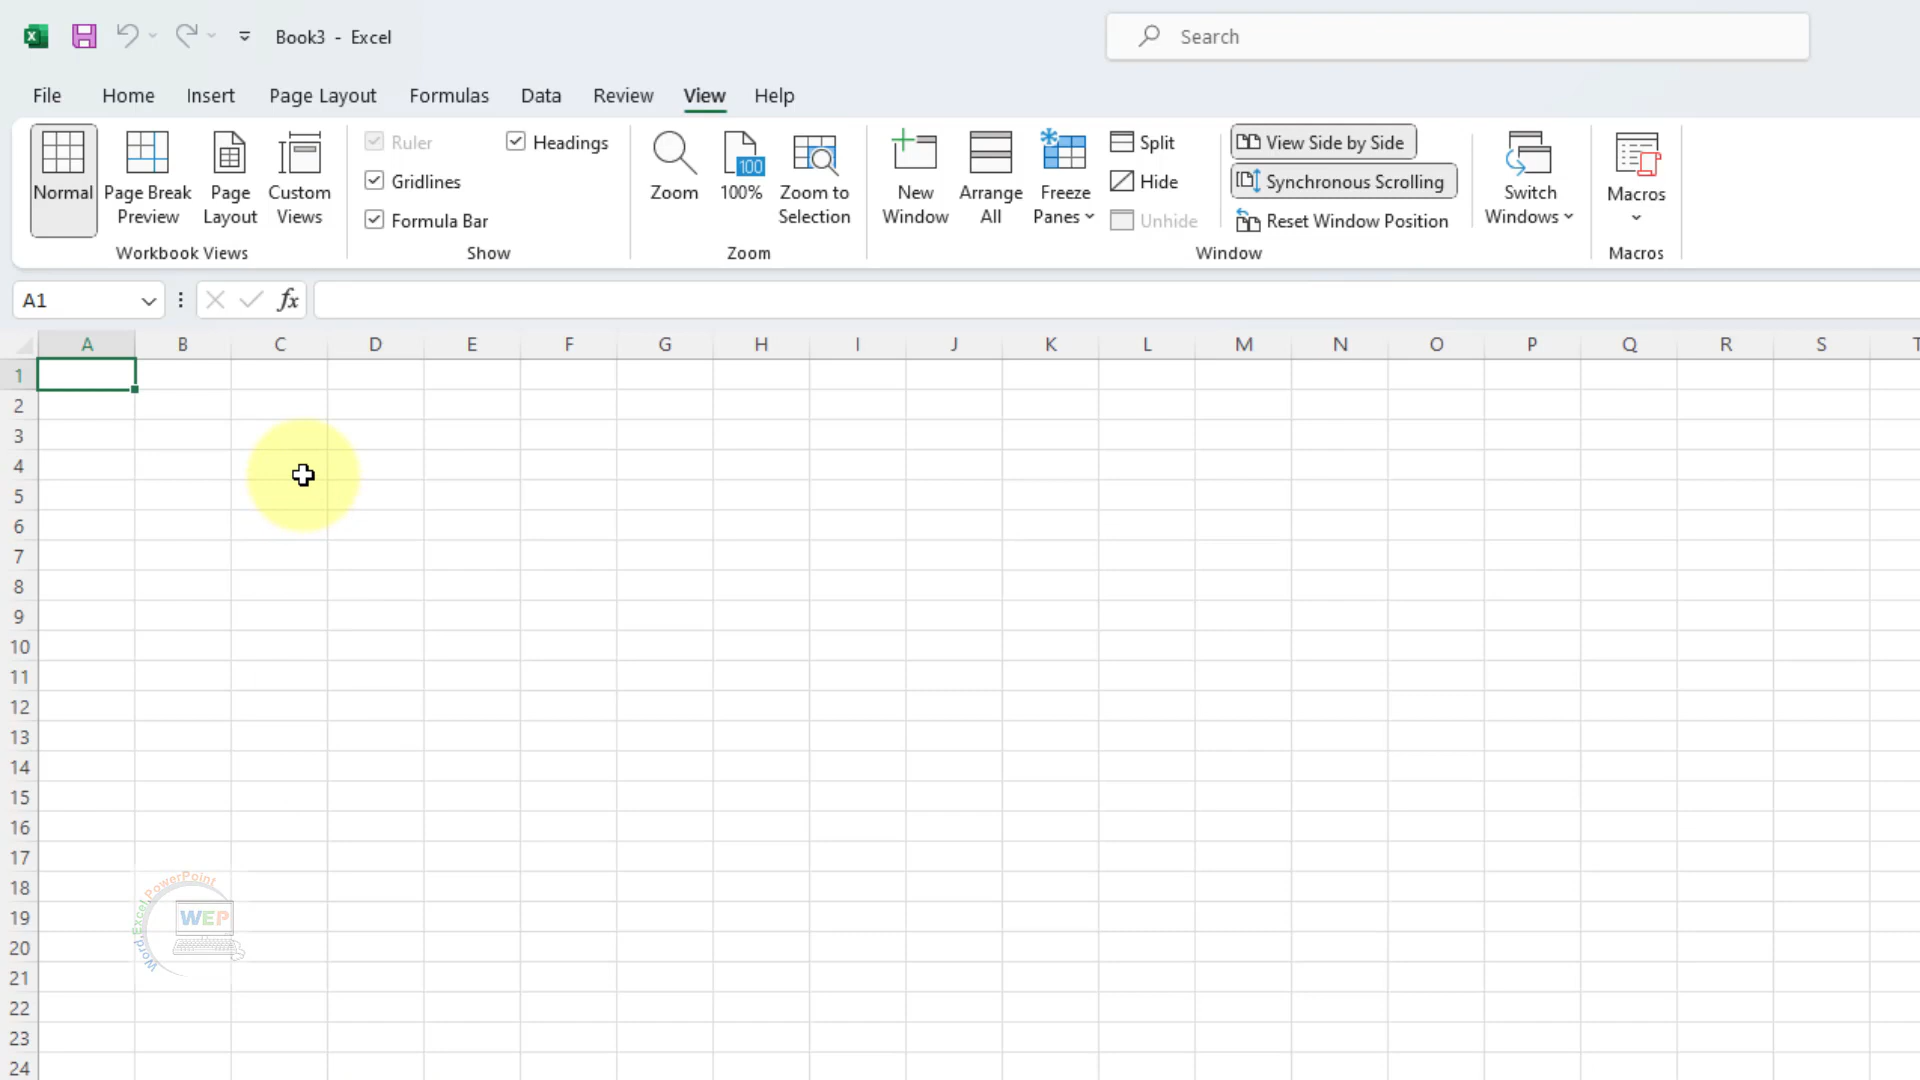 Book3 - Excel
Search
File Home Insert Page Layout Formulas Data Review View Help
Normal
Page Break
Preview
Page
Layout
Custom
Views
Workbook Views
Ruler
Gridlines
Formula Bar
Headings
Show
Zoom
100
100%
Zoom to
Selection
Zoom
New
Window
Arrange
All
Freeze
Panes
Split
Hide
Unhide
View Side by Side
Synchronous Scrolling
Reset Window Position
Window
Switch
Windows
Macros
Macros
A1
fx
A B C D E F G H I J K L M N O P Q R S T
1
2
3
4
5
6
7
8
9
10
11
12
13
14
15
16
17
18
19
20
21
22
23
24
Word,Excel,PowerPoint
WEP